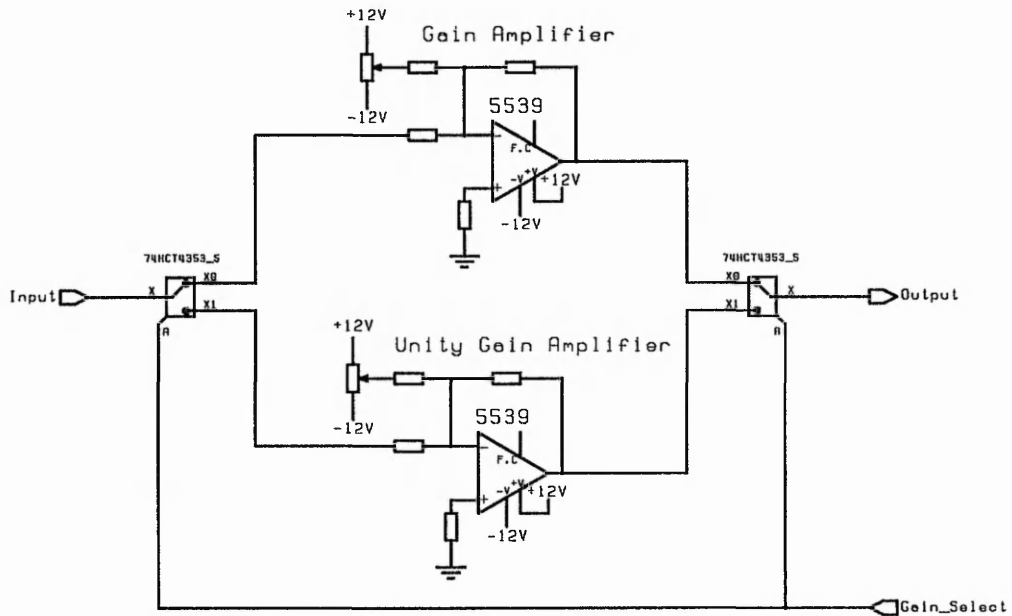 +12V
Gain Amplifier
-12V
5539
F.C
-
+
-V
+V
+12V
-12V
74HCT4353_S
X0
X
X1
A
Input
74HCT4353_S
X0
X1
X
A
Output
+12V
Unity Gain Amplifier
-12V
5539
F.C
-
+
-V
+V
+12V
-12V
Gain_Select